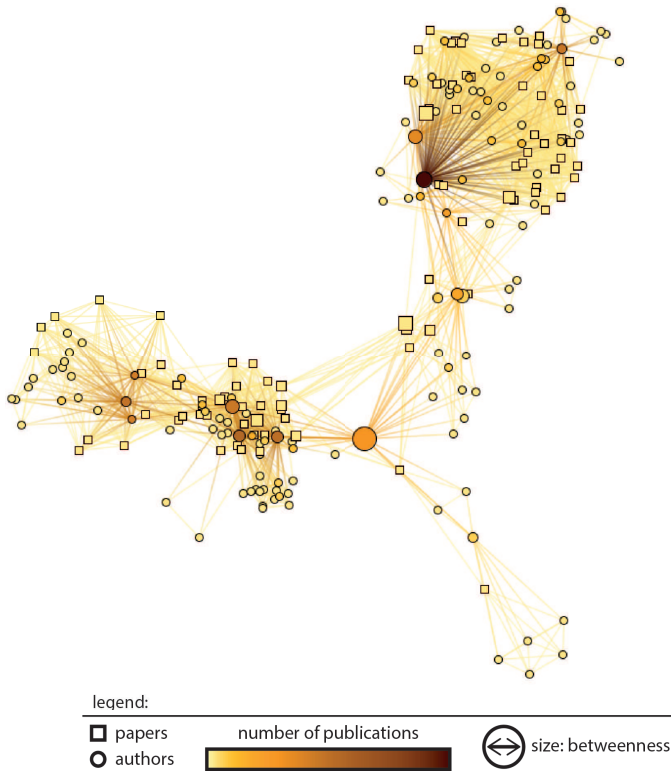 legend:
papers
authors
number of publications
size: betweenness